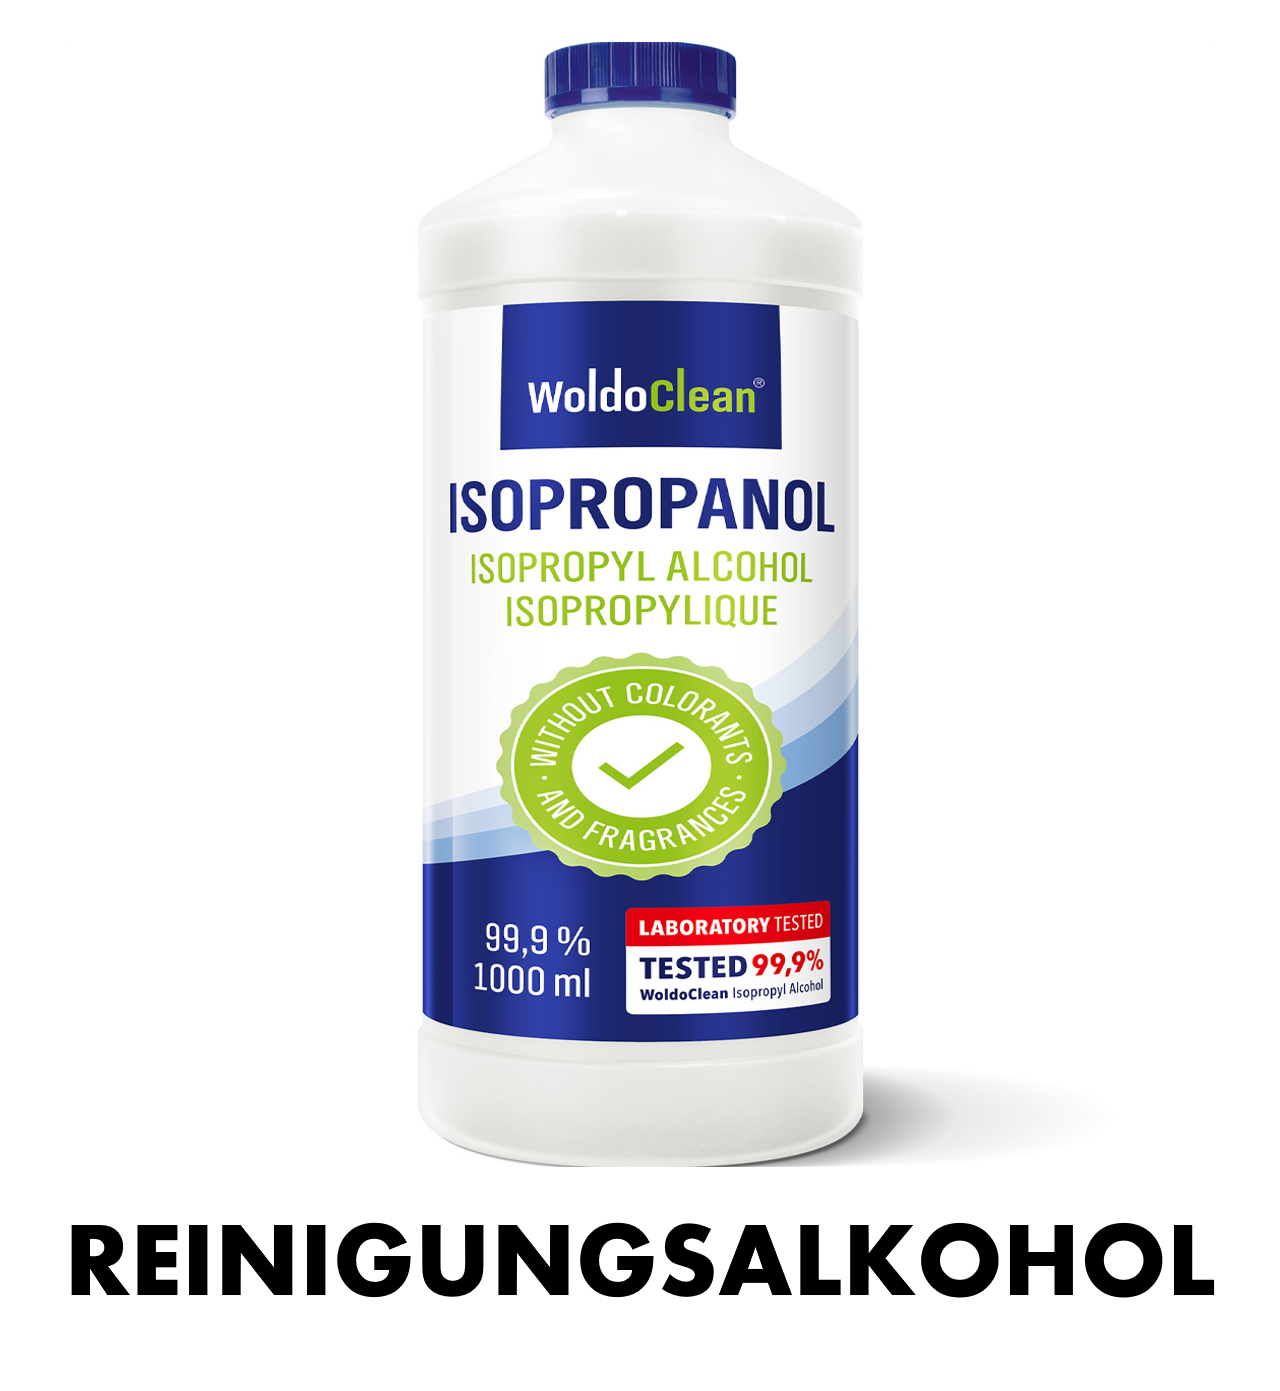 WoldoClean®
ISOPROPANOL
ISOPROPYL ALCOHOL
ISOPROPYLIQUE
WITHOUT COLORANTS
· AND FRAGRANCES ·
99,9 %
1000 ml
LABORATORY TESTED
TESTED 99,9%
WoldoClean Isopropyl Alcohol
REINIGUNGSALKOHOL